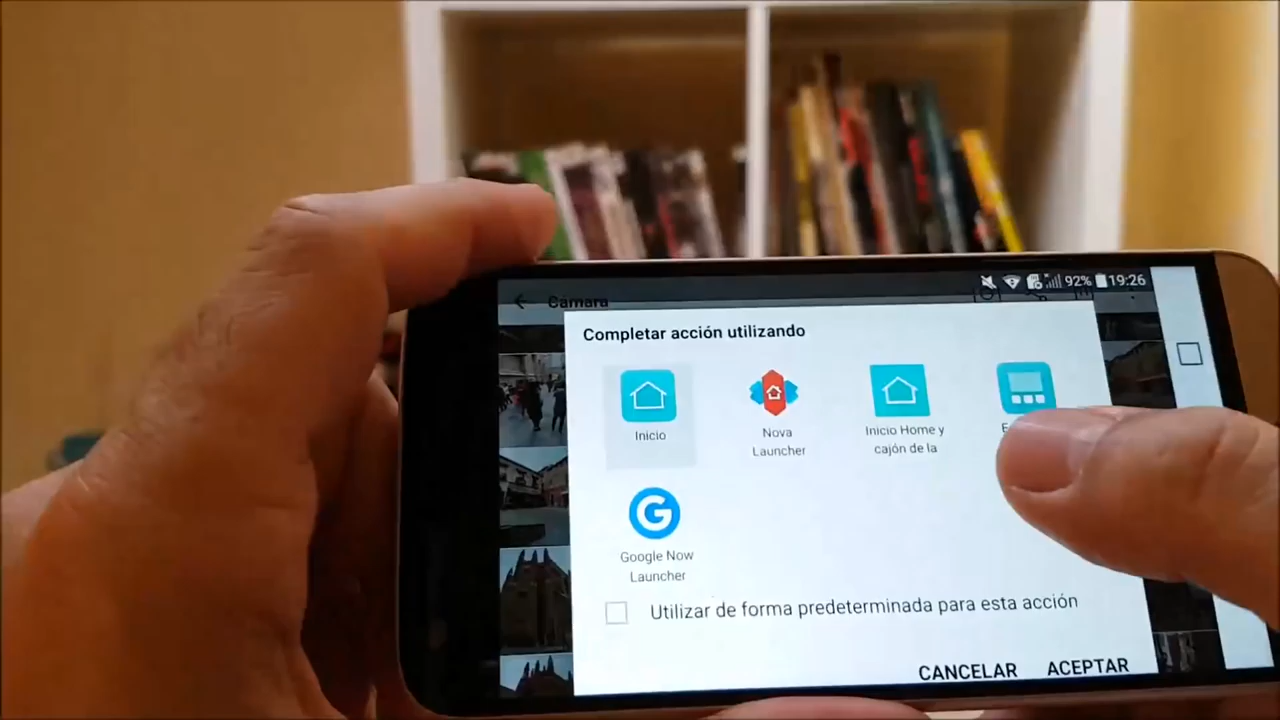 Cámara
92% 19:26
Completar acción utilizando
Inicio
Nova
Launcher
Inicio Home y
cajón de la
G
Google Now
Launcher
Utilizar de forma predeterminada para esta acción
CANCELAR ACEPTAR